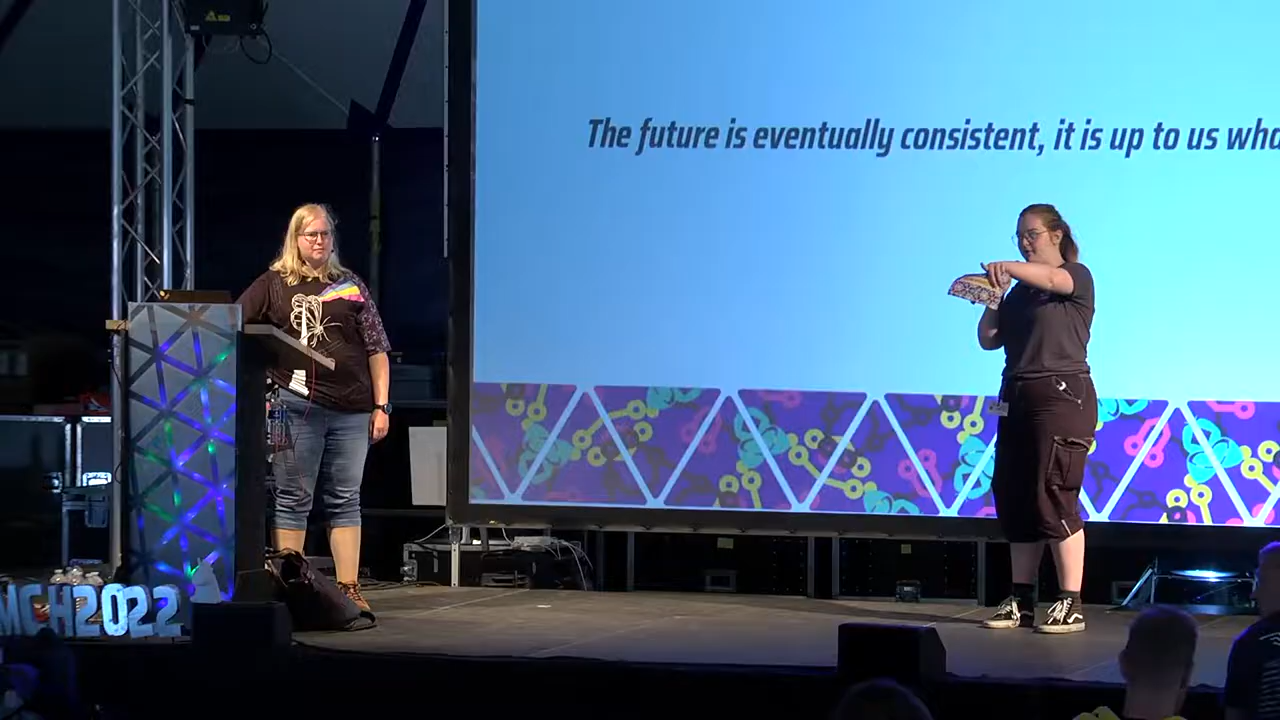 The future is eventually consistent, it is up to us
MCH2022